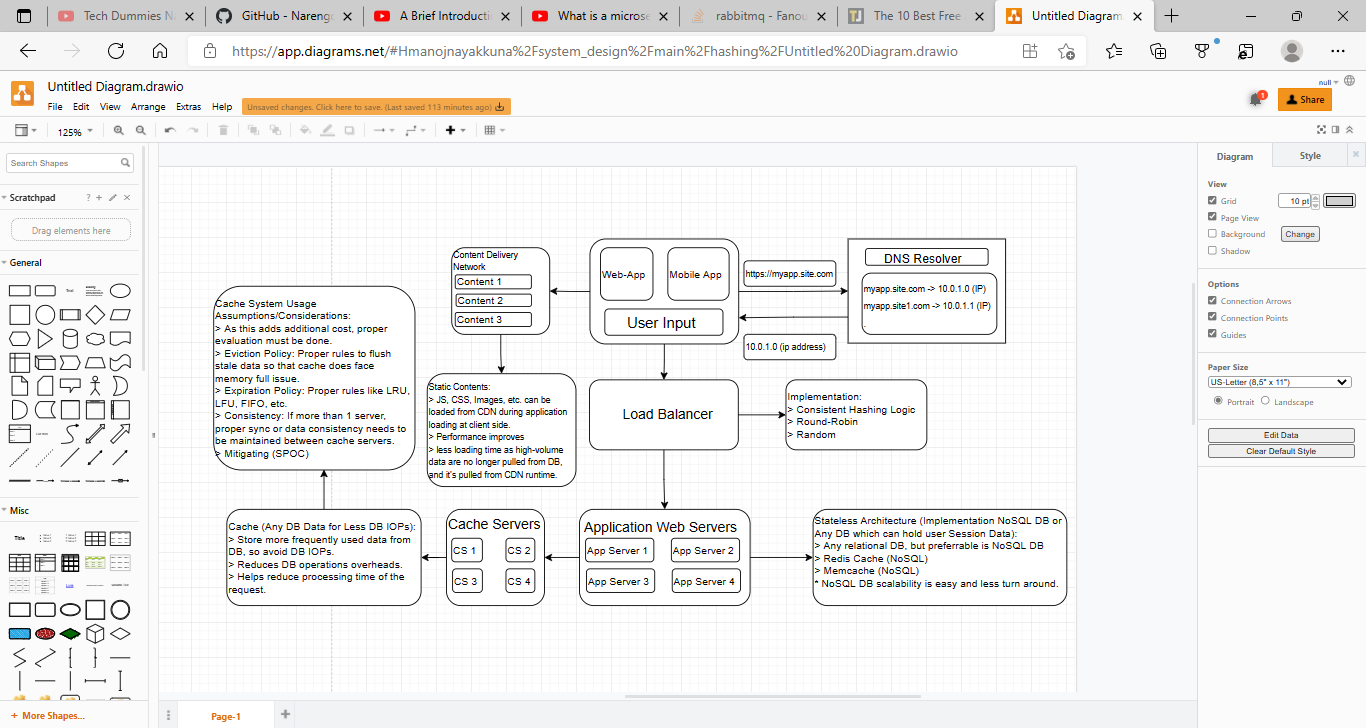 Tech Dummies N
GitHub - Nareng
A Brief Introducti
What is a microse
rabbitmq - Fanou
The 10 Best Free
Untitled Diagram
https://app.diagrams.net/#Hmanojnayakkuna%2Fsystem_design%2Fmain%2Fhashing%2FUntitled%20Diagram.drawio
Untitled Diagram.drawio
File Edit View Arrange Extras Help
Unsaved changes. Click here to save. (Last saved 113 minutes ago)
null
1
Share
125%
Search Shapes
Scratchpad
?
Drag elements here
General
Text
Misc
Title
Link
+ More Shapes...
Content Delivery
Network
Content 1
Content 2
Content 3
Web-App
Mobile App
User Input
https://myapp.site.com
10.0.1.0 (ip address)
DNS Resolver
myapp.site.com -> 10.0.1.0 (IP)
myapp.site1.com -> 10.0.1.1 (IP)
.
Cache System Usage
Assumptions/Considerations:
> As this adds additional cost, proper
evaluation must be done.
> Eviction Policy: Proper rules to flush
stale data so that cache does face
memory full issue.
> Expiration Policy: Proper rules like LRU,
LFU, FIFO, etc.
> Consistency: If more than 1 server,
proper sync or data consistency needs to
be maintained between cache servers.
> Mitigating (SPOC)
Static Contents:
> JS, CSS, Images, etc. can be
loaded from CDN during application
loading at client side.
> Performance improves
> less loading time as high-volume
data are no longer pulled from DB,
and it's pulled from CDN runtime.
Load Balancer
Implementation:
> Consistent Hashing Logic
> Round-Robin
> Random
Cache (Any DB Data for Less DB IOPs):
> Store more frequently used data from
DB, so avoid DB IOPs.
> Reduces DB operations overheads.
> Helps reduce processing time of the
request.
Cache Servers
CS 1
CS 2
CS 3
CS 4
Application Web Servers
App Server 1
App Server 2
App Server 3
App Server 4
Stateless Architecture (Implementation NoSQL DB or
Any DB which can hold user Session Data):
> Any relational DB, but preferrable is NoSQL DB
> Redis Cache (NoSQL)
> Memcache (NoSQL)
* NoSQL DB scalability is easy and less turn around.
Diagram
Style
View
Grid
10 pt
Page View
Background
Change
Shadow
Options
Connection Arrows
Connection Points
Guides
Paper Size
US-Letter (8,5" x 11")
Portrait
Landscape
Edit Data
Clear Default Style
Page-1